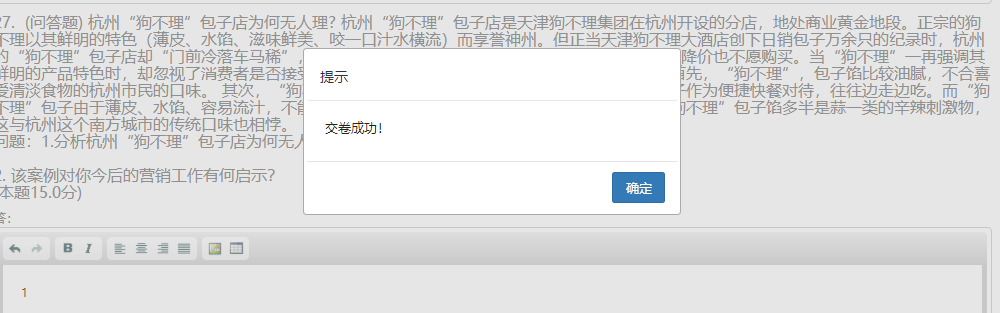 27. (问答题) 杭州“狗不理”包子店为何无人理? 杭州“狗不理”包子店是天津狗不理集团在杭州开设的分店，地处商业黄金地段。正宗的狗
不理以其鲜明的特色（薄皮、水馅、滋味鲜美、咬一口汁水横流）而享誉神州。但正当天津狗不理大酒店创下日销包子万余只的纪录时，杭州
的“狗不理”包子店却“门前冷落车马稀”，
降价也不愿购买。当“狗不理”一再强调其
鲜明的产品特色时，却忽视了消费者是否接受
首先，“狗不理”，包子馅比较油腻，不合喜
爱清淡食物的杭州市民的口味。 其次，“狗
子作为便捷快餐对待，往往边走边吃。而“狗
不理”包子由于薄皮、水馅、容易流汁，不能
狗不理”包子馅多半是蒜一类的辛辣刺激物，
这与杭州这个南方城市的传统口味也相悖。
问题：1.分析杭州“狗不理”包子店为何无人
2. 该案例对你今后的营销工作有何启示?
(本题15.0分)
答:
B I
1
提示
交卷成功!
确定